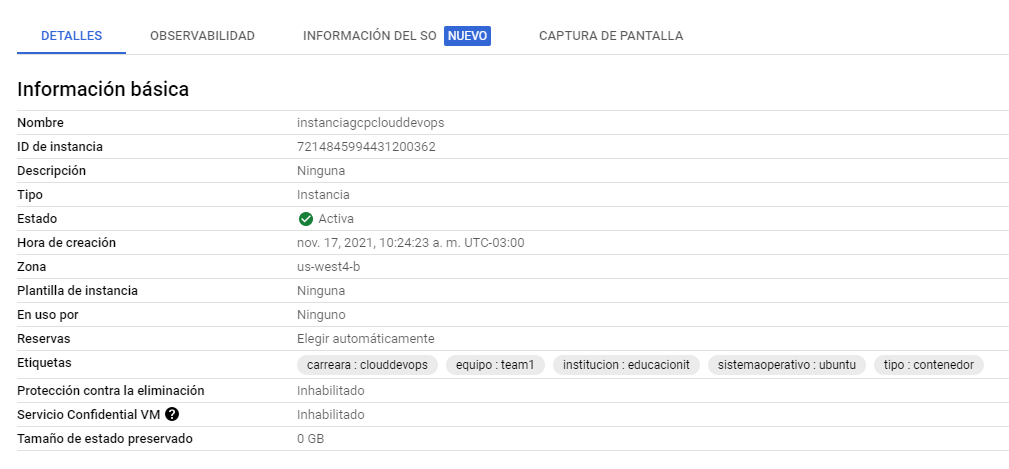 DETALLES OBSERVABILIDAD INFORMACIÓN DEL SO NUEVO CAPTURA DE PANTALLA
Información básica
Nombre instanciagcpclouddevops
ID de instancia 7214845994431200362
Descripción Ninguna
Tipo Instancia
Estado Activa
Hora de creación nov. 17, 2021, 10:24:23 a. m. UTC-03:00
Zona us-west4-b
Plantilla de instancia Ninguna
En uso por Ninguno
Reservas Elegir automáticamente
Etiquetas carreara : clouddevops equipo : team1 institucion : educacionit sistemaoperativo : ubuntu tipo : contenedor
Protección contra la eliminación Inhabilitado
Servicio Confidential VM ? Inhabilitado
Tamaño de estado preservado 0 GB